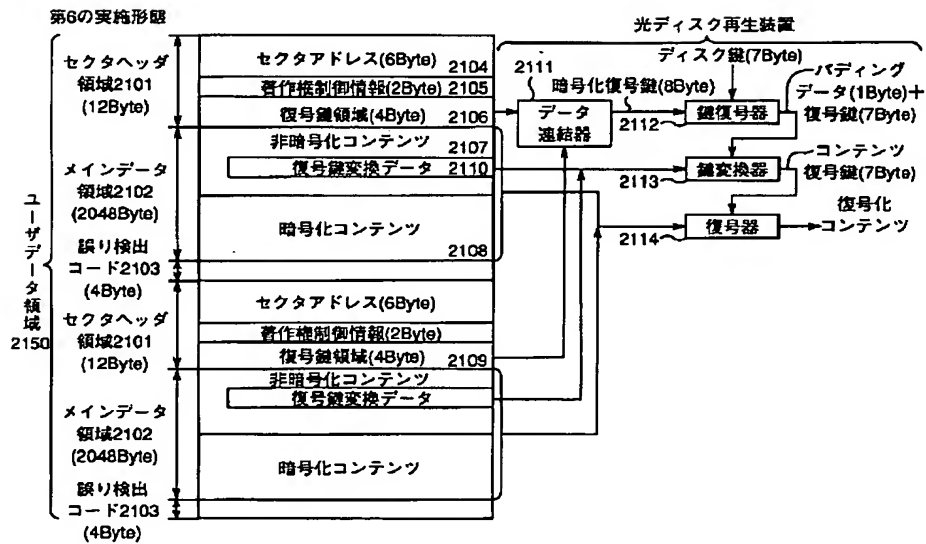 第6の実施形態
セクタヘッダ
領域2101
(12Byte)
メインデータ
領域2102
(2048Byte)
誤り検出
コード2103
(4Byte)
セクタヘッダ
領域2101
(12Byte)
メインデータ
領域2102
(2048Byte)
誤り検出
コード2103
(4Byte)
ユーザデータ領域
2150
セクタアドレス(6Byte)
2104
著作権制御情報(2Byte)
2105
復号鍵領域(4Byte)
2106
非暗号化コンテンツ
2107
復号鍵変換データ
2110
暗号化コンテンツ
2108
セクタアドレス(6Byte)
著作権制御情報(2Byte)
復号鍵領域(4Byte)
2109
非暗号化コンテンツ
復号鍵変換データ
暗号化コンテンツ
光ディスク再生装置
ディスク鍵(7Byte)
2111
暗号化復号鍵(8Byte)
データ
連結器
2112
鍵復号器
パディング
データ(1Byte)+
復号鍵(7Byte)
2113
鍵変換器
コンテンツ
復号鍵(7Byte)
2114
復号器
復号化
コンテンツ